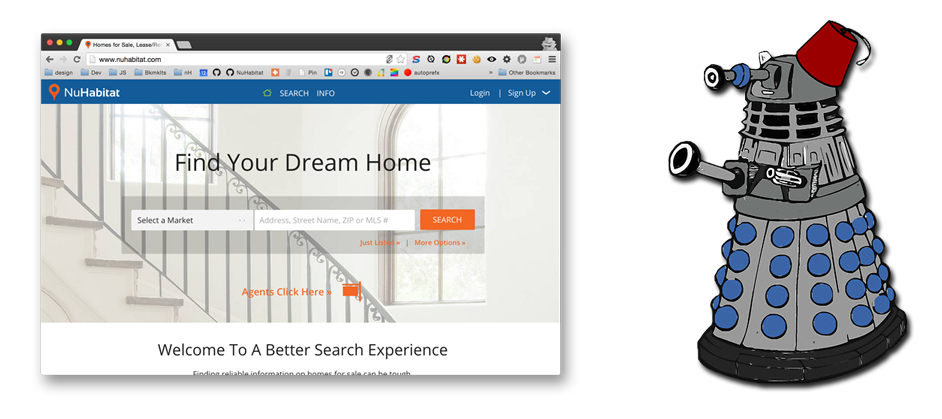 Homes for Sale, Lease/Re
www.nuhabitat.com
design Dev JS Bkmklts nH NuHabitat Pin autoprefx » Other Bookmarks
NuHabitat SEARCH INFO Login | Sign Up
Find Your Dream Home
Select a Market Address, Street Name, ZIP or MLS # SEARCH
Just Listed » | More Options »
Agents Click Here »
Welcome To A Better Search Experience
Finding reliable information on homes for sale can be tough